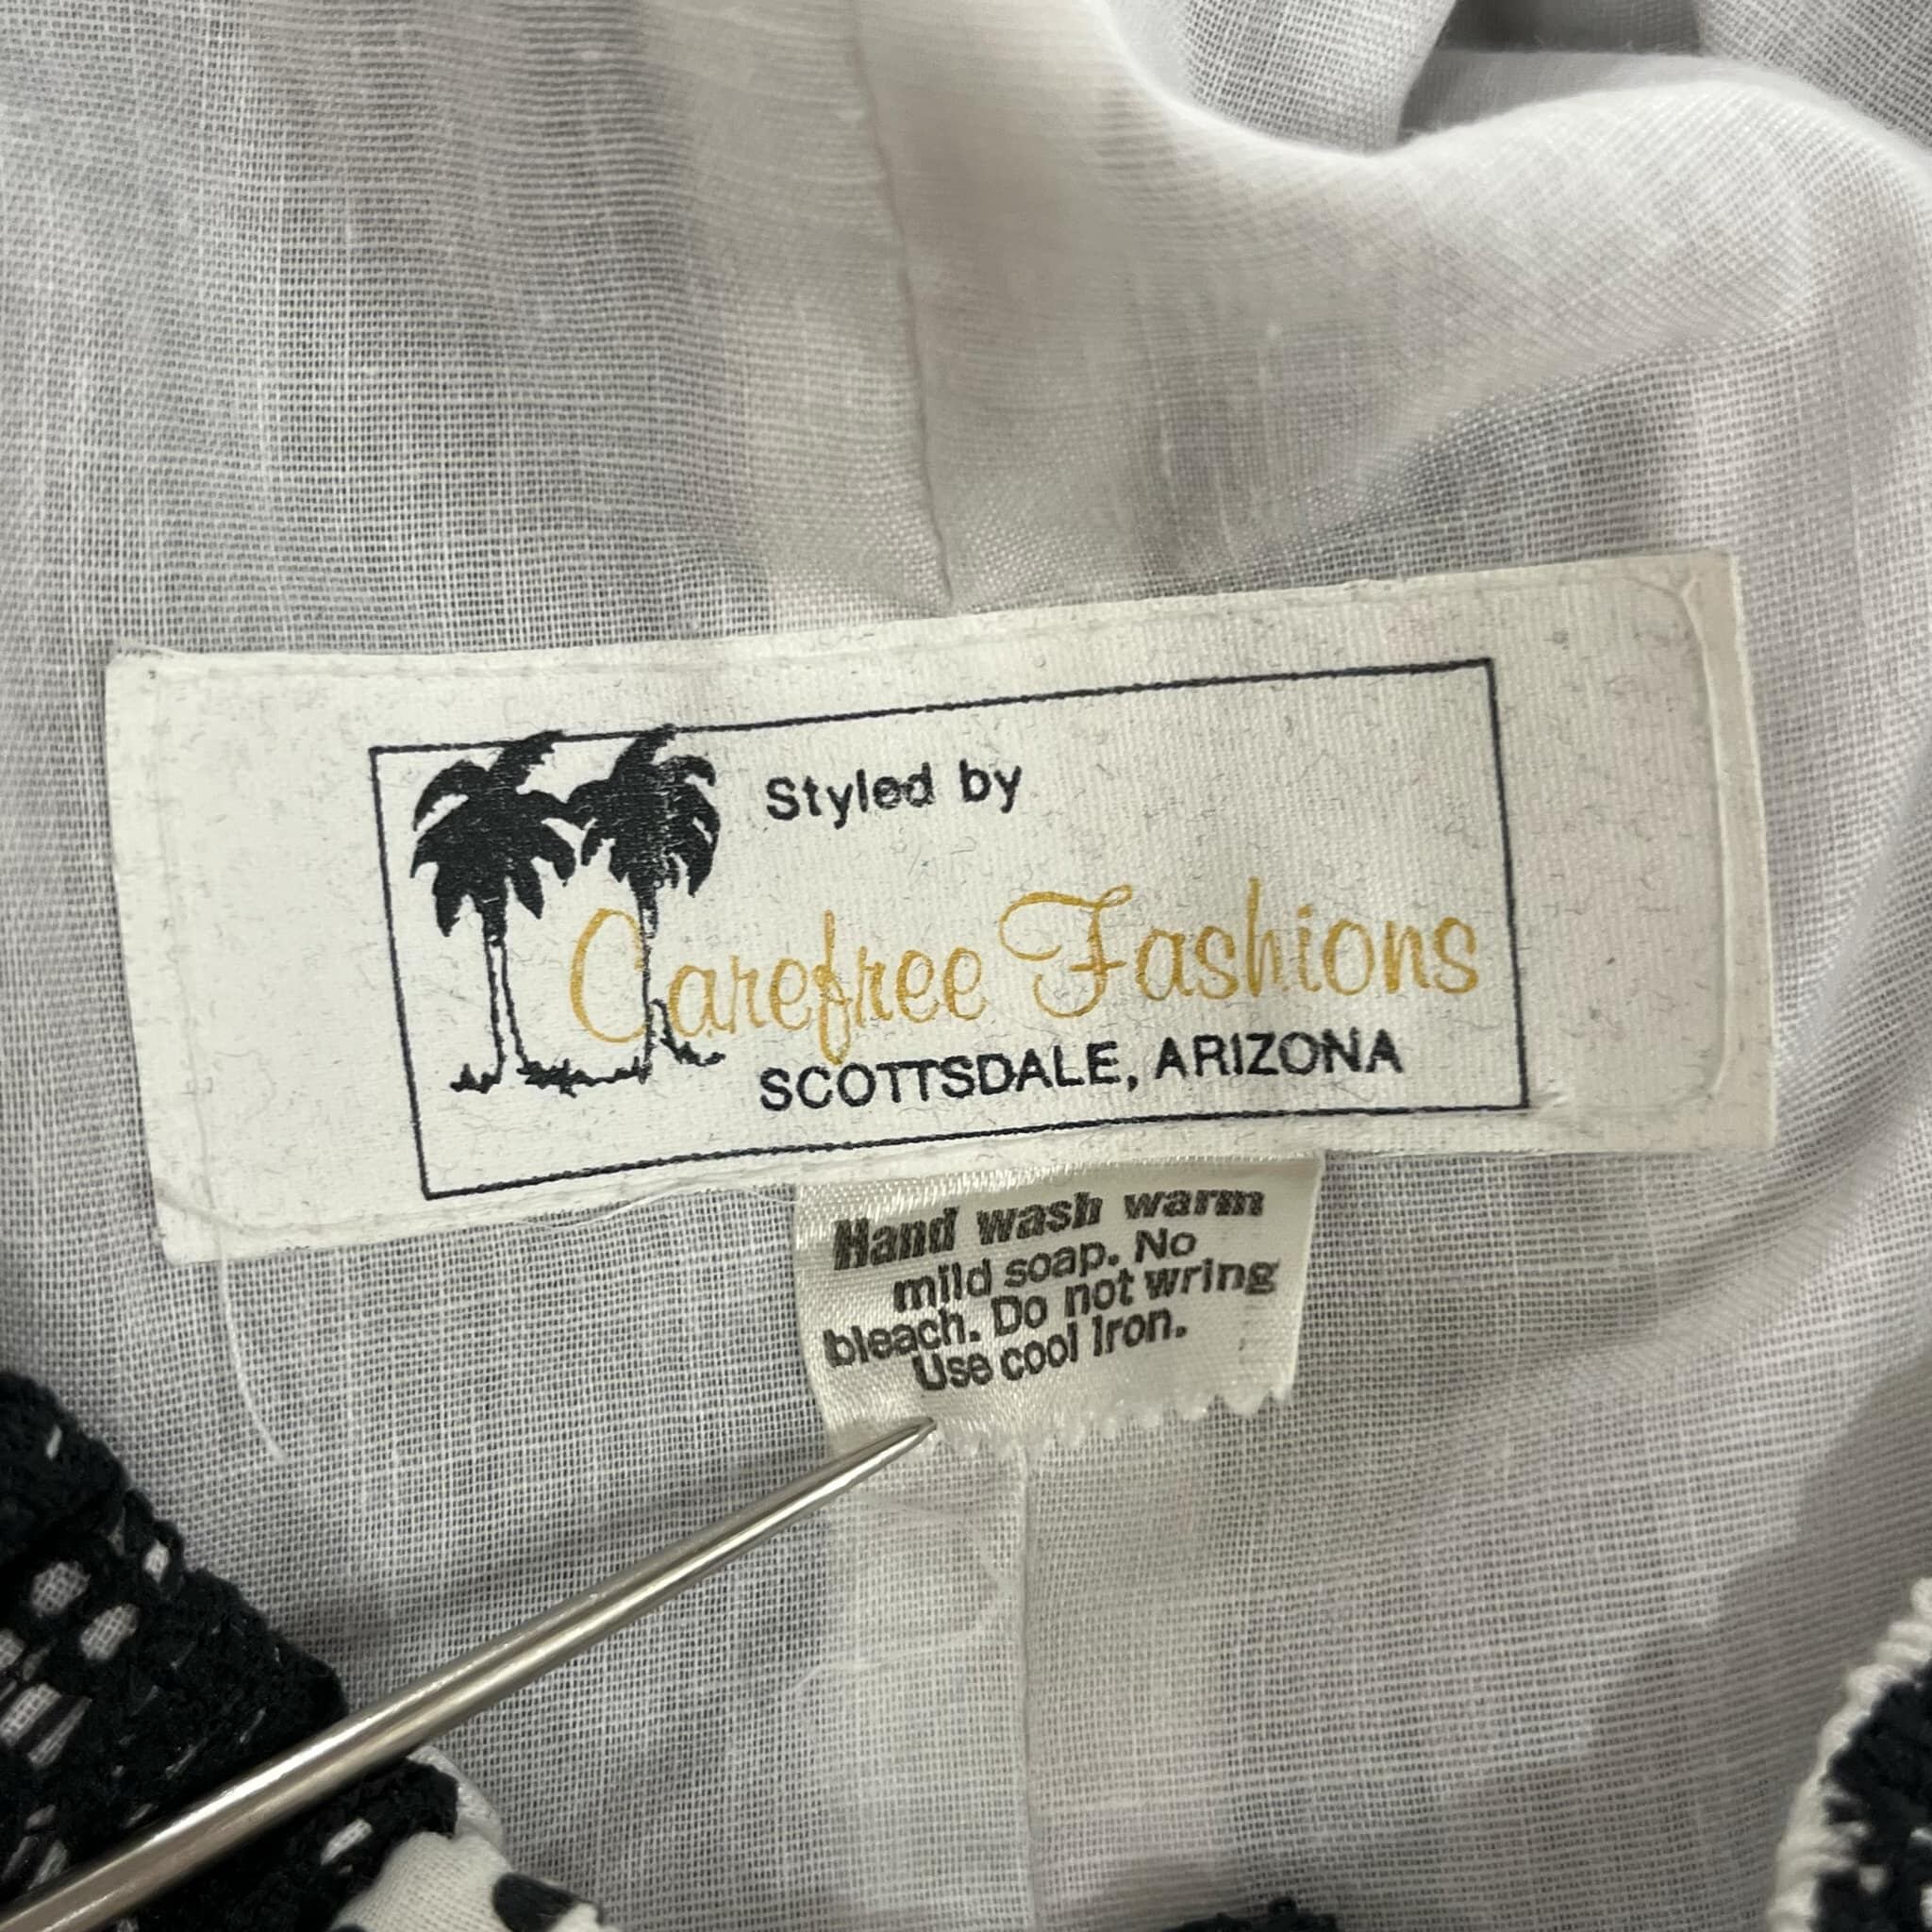 Styled by
Carefree Fashions
SCOTTSDALE, ARIZONA
Hand wash warm
mild soap. No
bleach. Do not wring
Use cool iron.